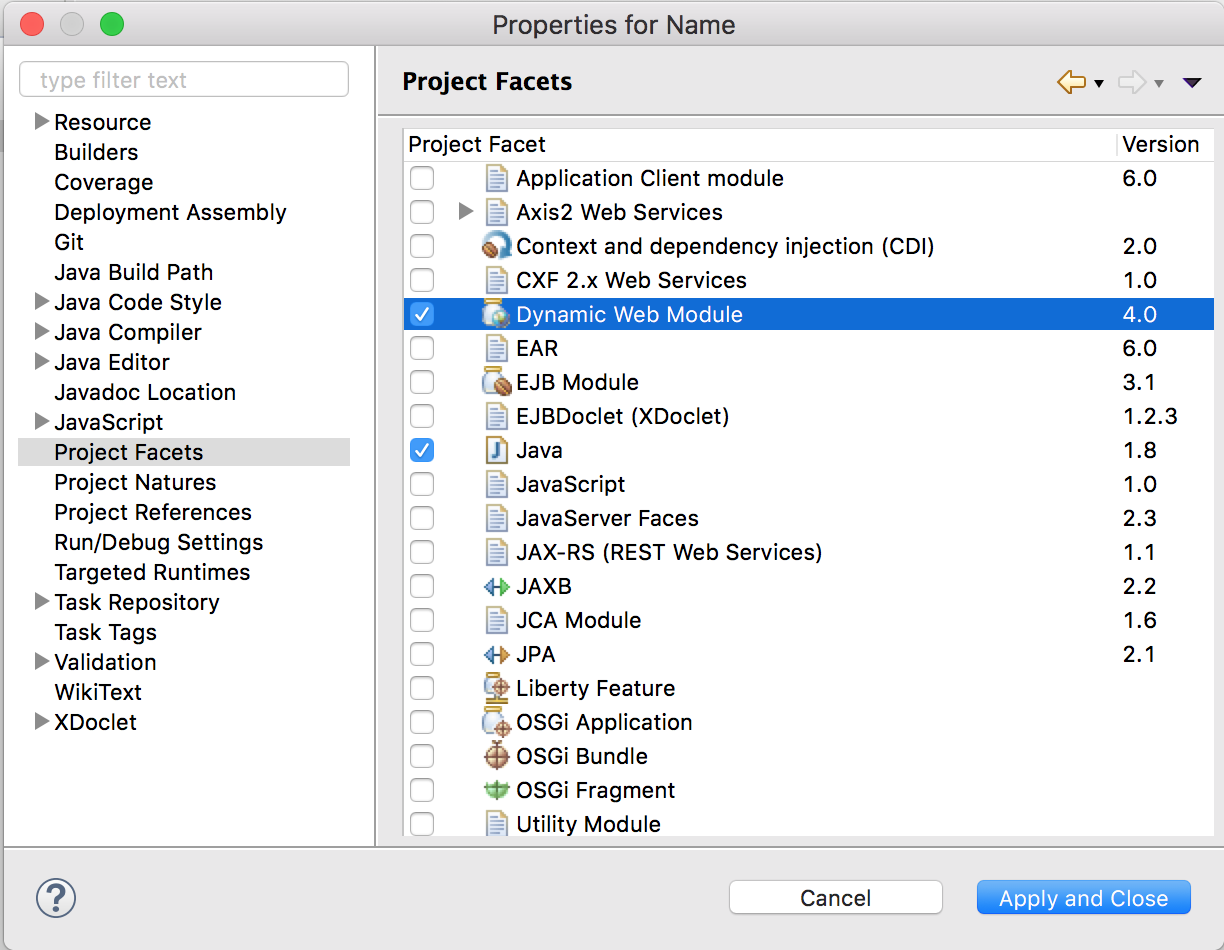 Properties for Name
type filter text
Resource
Builders
Coverage
Deployment Assembly
Git
Java Build Path
Java Code Style
Java Compiler
Java Editor
Javadoc Location
JavaScript
Project Facets
Project Natures
Project References
Run/Debug Settings
Targeted Runtimes
Task Repository
Task Tags
Validation
WikiText
XDoclet
Project Facets
Project Facet Version
Application Client module 6.0
Axis2 Web Services
Context and dependency injection (CDI) 2.0
CXF 2.x Web Services 1.0
Dynamic Web Module 4.0
EAR 6.0
EJB Module 3.1
EJBDoclet (XDoclet) 1.2.3
Java 1.8
JavaScript 1.0
JavaServer Faces 2.3
JAX-RS (REST Web Services) 1.1
JAXB 2.2
JCA Module 1.6
JPA 2.1
Liberty Feature
OSGi Application
OSGi Bundle
OSGi Fragment
Utility Module
?
Cancel
Apply and Close